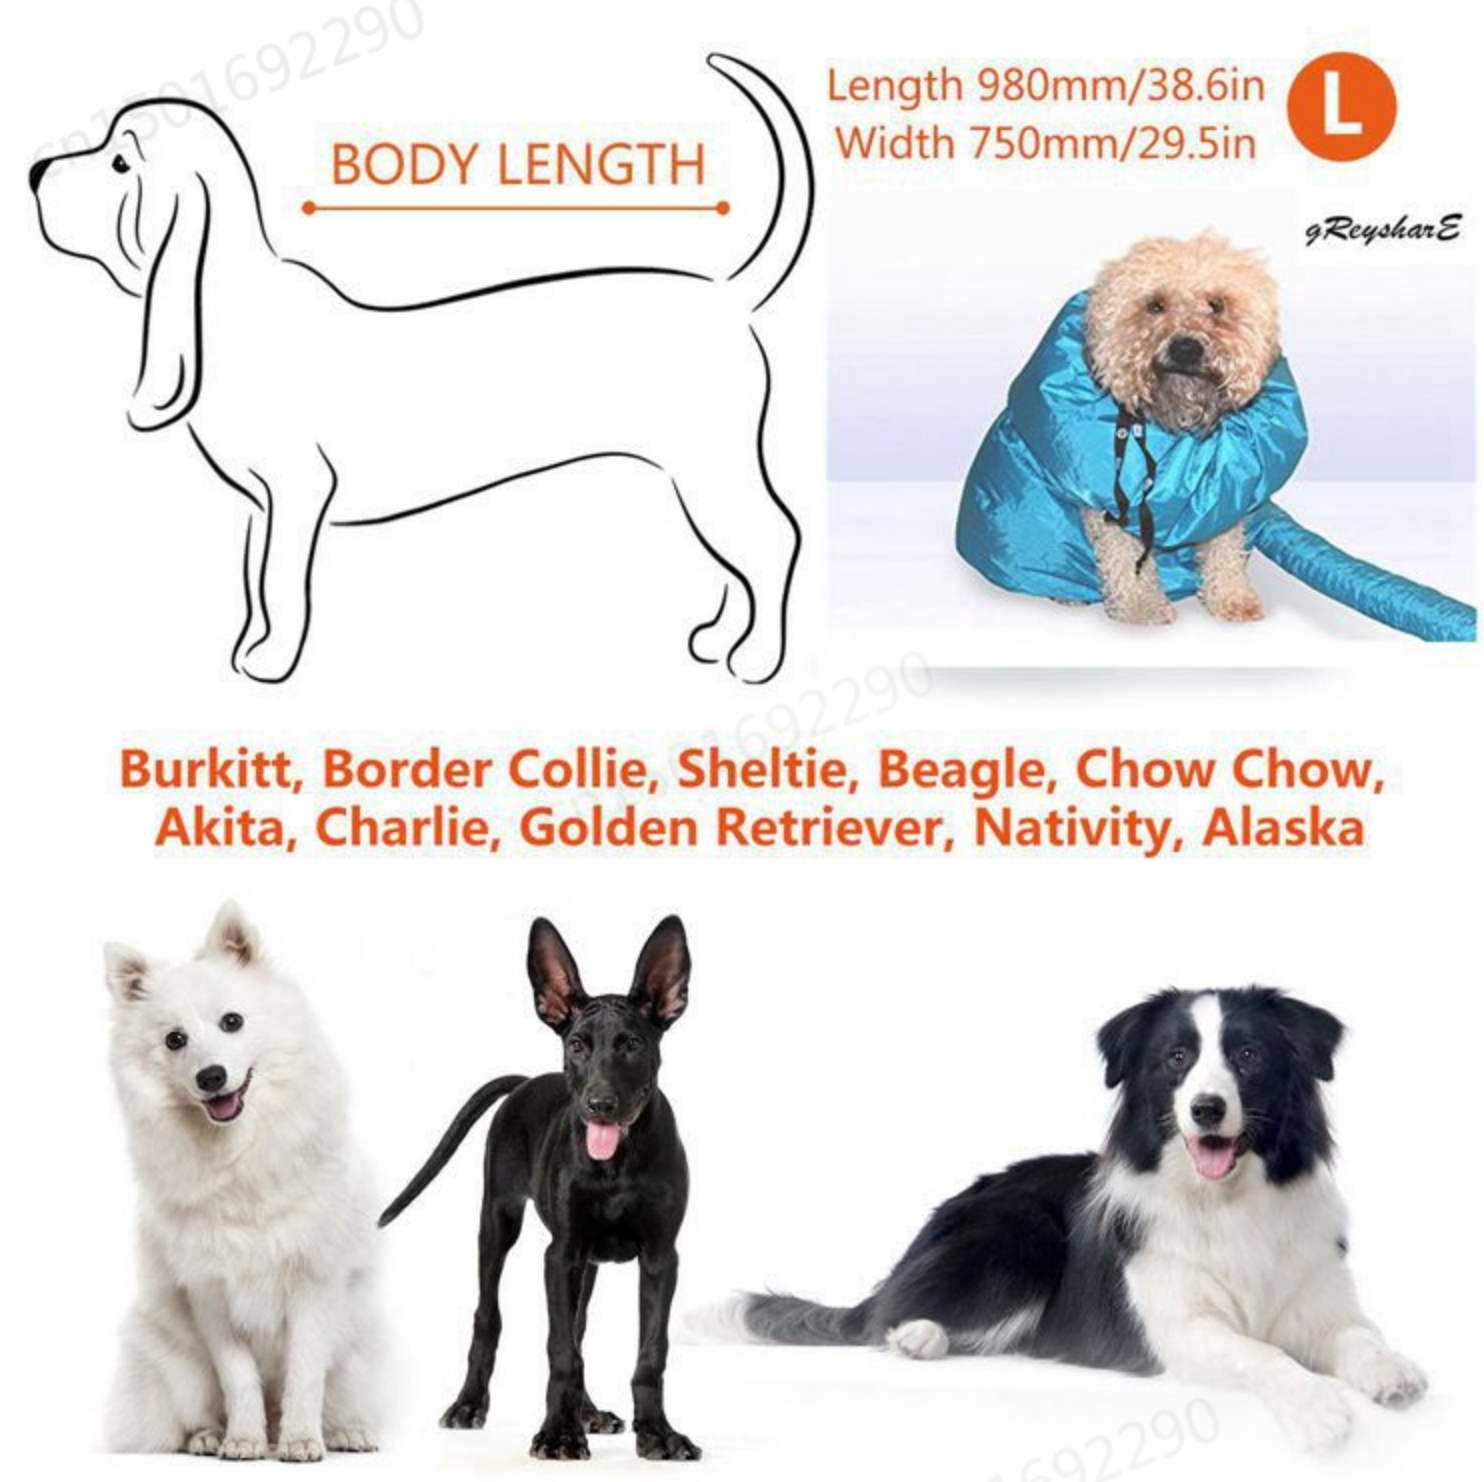 cn1501692290
BODY LENGTH
Length 980mm/38.6in
Width 750mm/29.5in
L
gReysharE
cn1501692290
Burkitt, Border Collie, Sheltie, Beagle, Chow Chow,
Akita, Charlie, Golden Retriever, Nativity, Alaska
692290